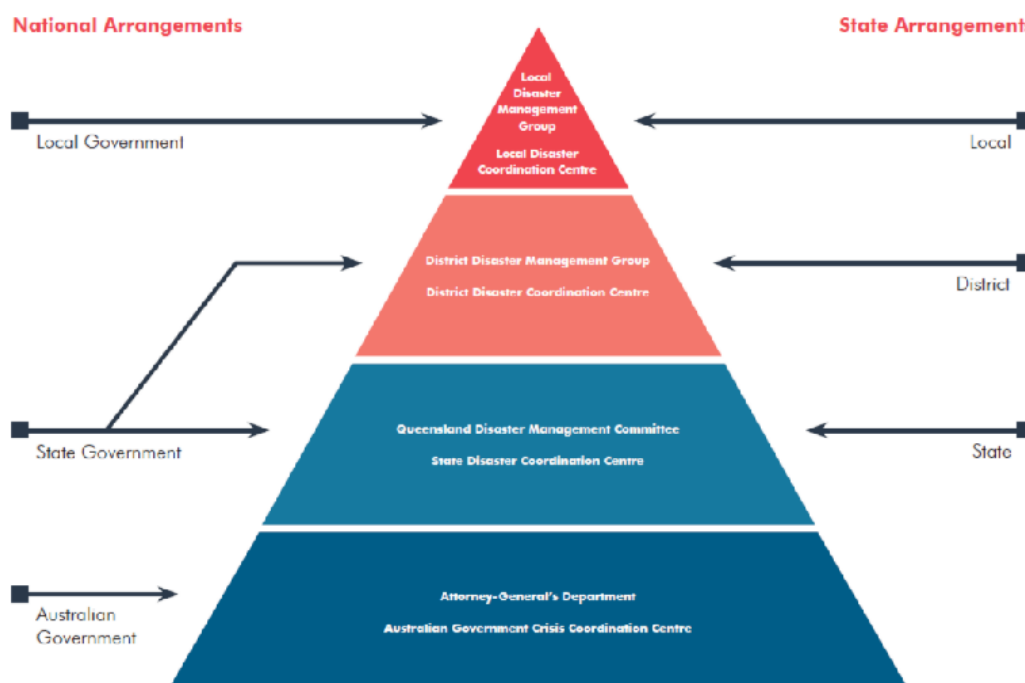 National Arrangements
State Arrangement
Local
Disaster
Management
Group
Local Disaster
Coordination Centre
Local Government
Local
District Disaster Management Group
District Disaster Coordination Centre
District
Queensland Disaster Management Committee
State Disaster Coordination Centre
State Government
State
Attorney-General's Department
Australian Government Crisis Coordination Centre
Australian
Government